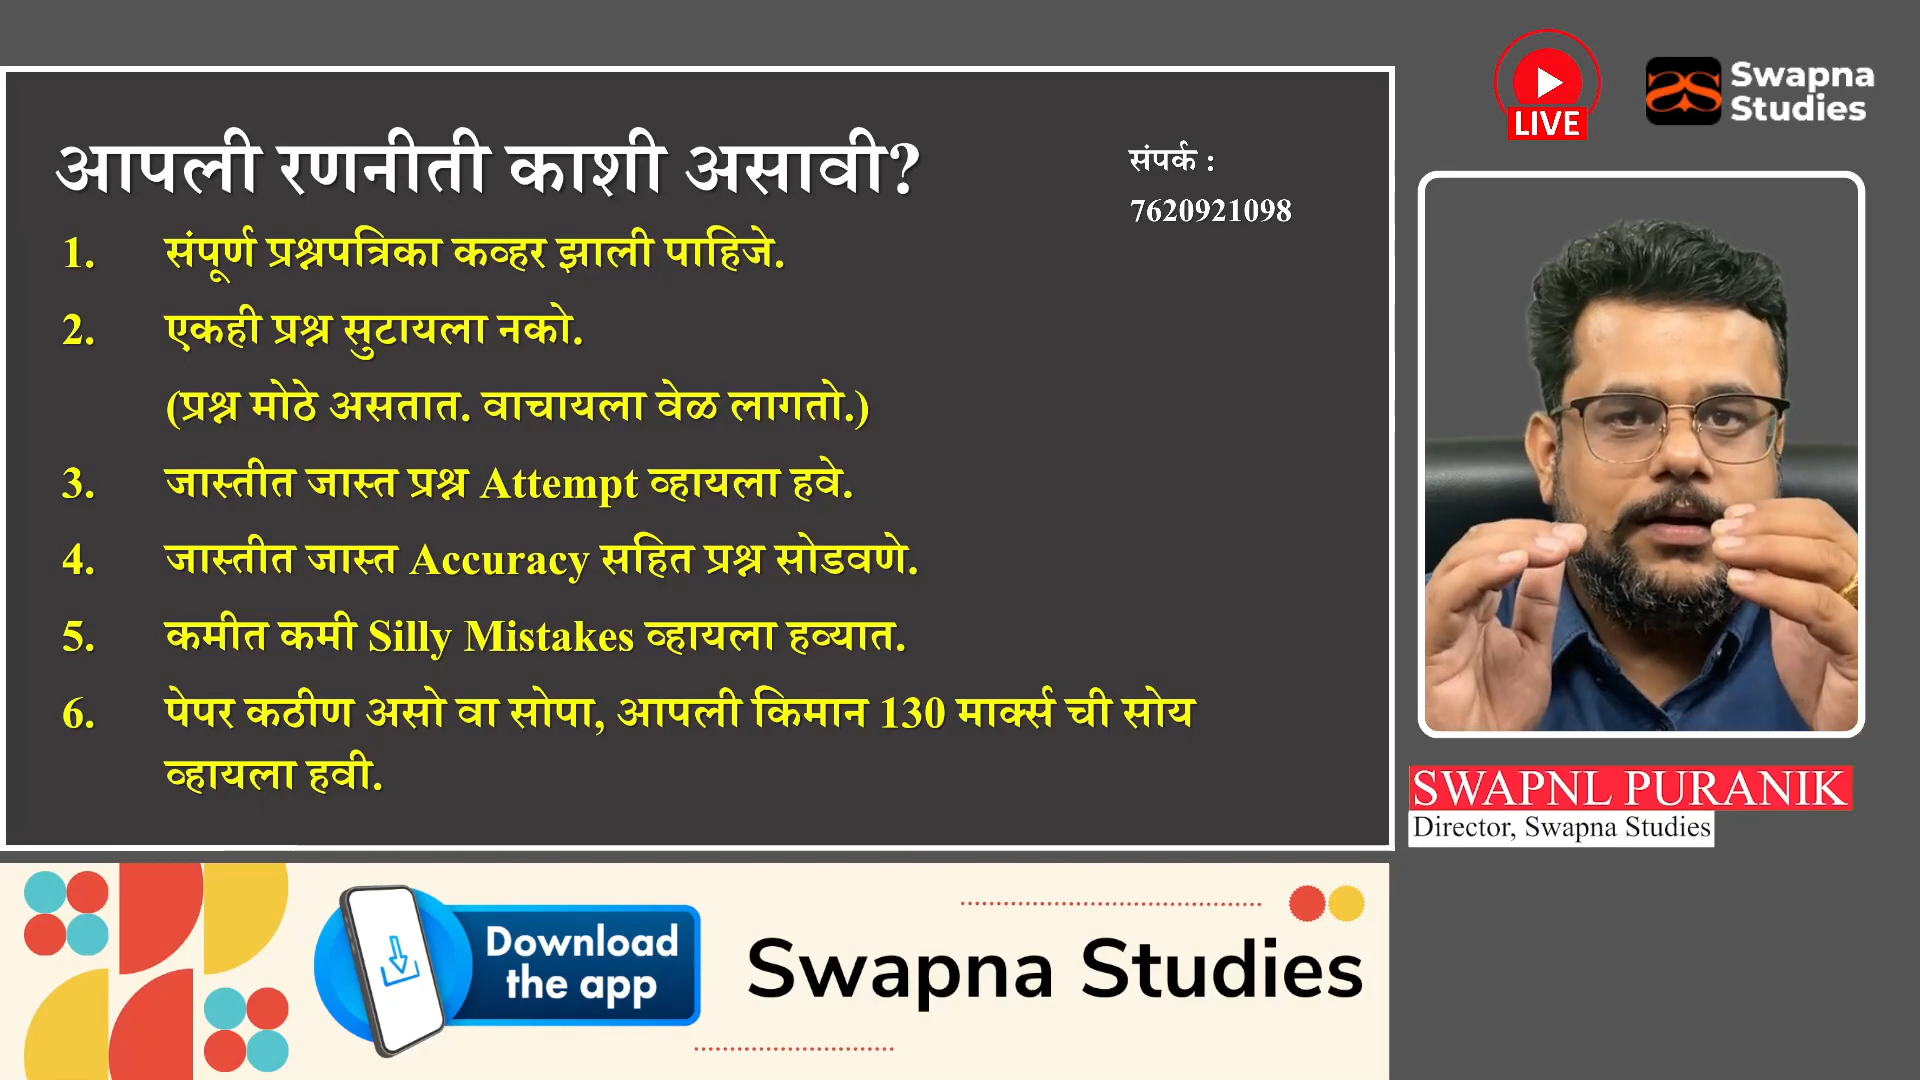 LIVE
Swapna
Studies
आपली रणनीती काशी असावी?
संपर्क :
7620921098
1. संपूर्ण प्रश्नपत्रिका कव्हर झाली पाहिजे.
2. एकही प्रश्न सुटायला नको.
(प्रश्न मोठे असतात. वाचायला वेळ लागतो.)
3. जास्तीत जास्त प्रश्न Attempt व्हायला हवे.
4. जास्तीत जास्त Accuracy सहित प्रश्न सोडवणे.
5. कमीत कमी Silly Mistakes व्हायला हव्यात.
6. पेपर कठीण असो वा सोपा, आपली किमान 130 मार्क्स ची सोय
व्हायला हवी.
SWAPNL PURANIK
Director, Swapna Studies
Download
the app
Swapna Studies